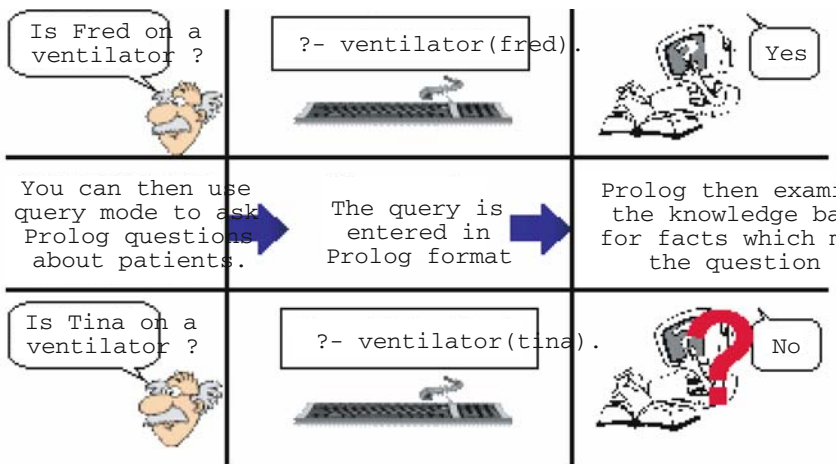 Is Fred on a
ventilator ?
?- ventilator(fred).
Yes
You can then use
query mode to ask
Prolog questions
about patients.
The query is
entered in
Prolog format
Prolog then exami
the knowledge ba
for facts which
the question
Is Tina on a
ventilator ?
?- ventilator(tina).
?
No